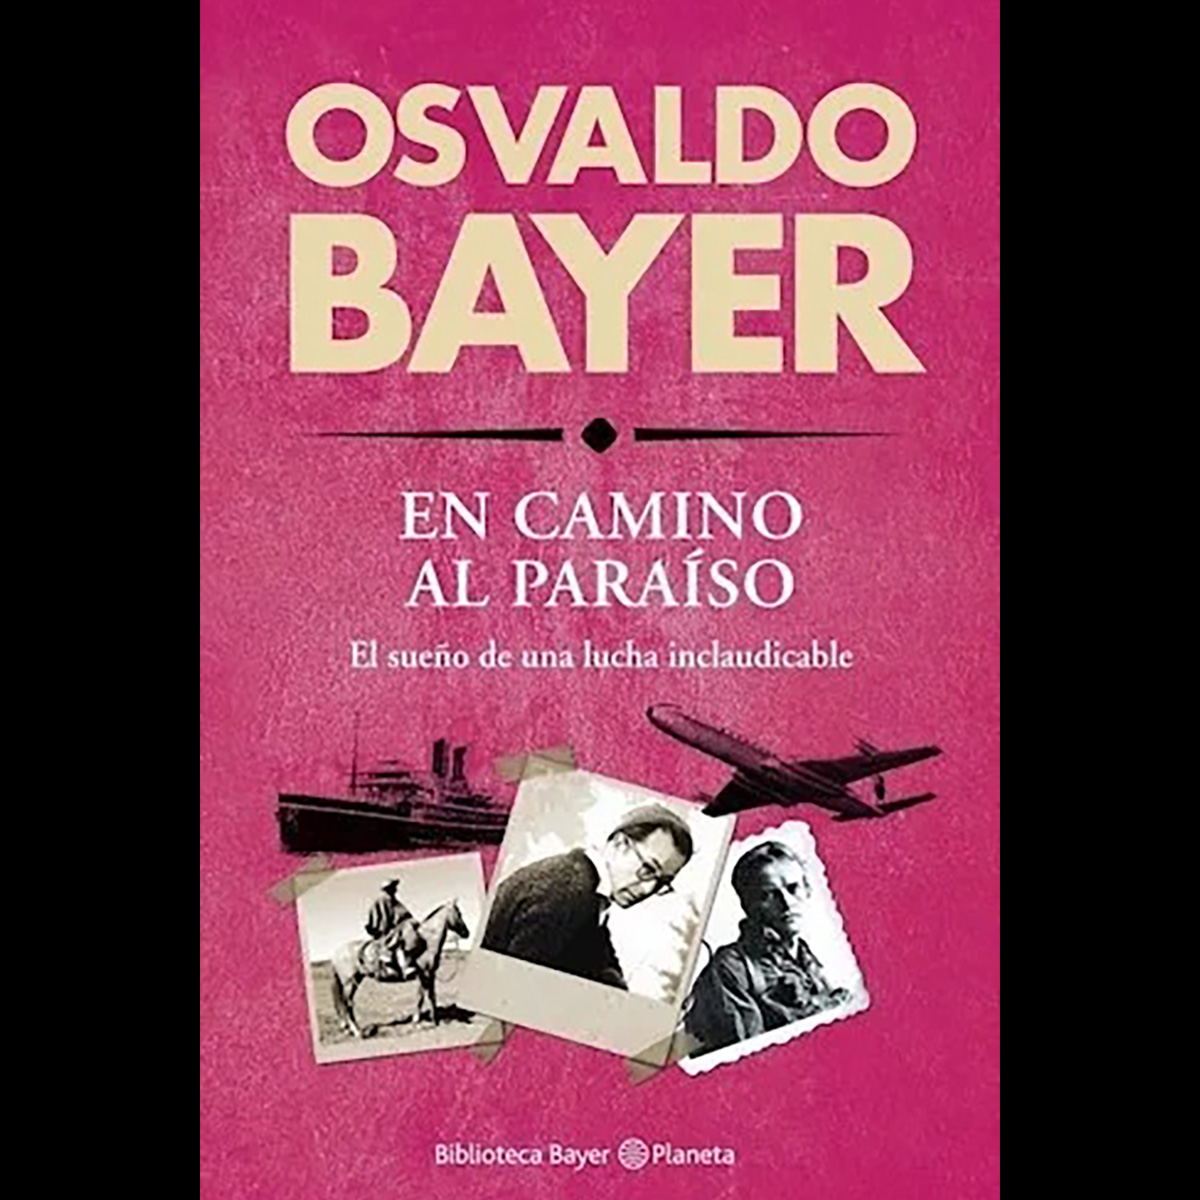 OSVALDO
BAYER
EN CAMINO
AL PARAÍSO
El sueño de una lucha inclaudicable
Biblioteca Bayer Planeta